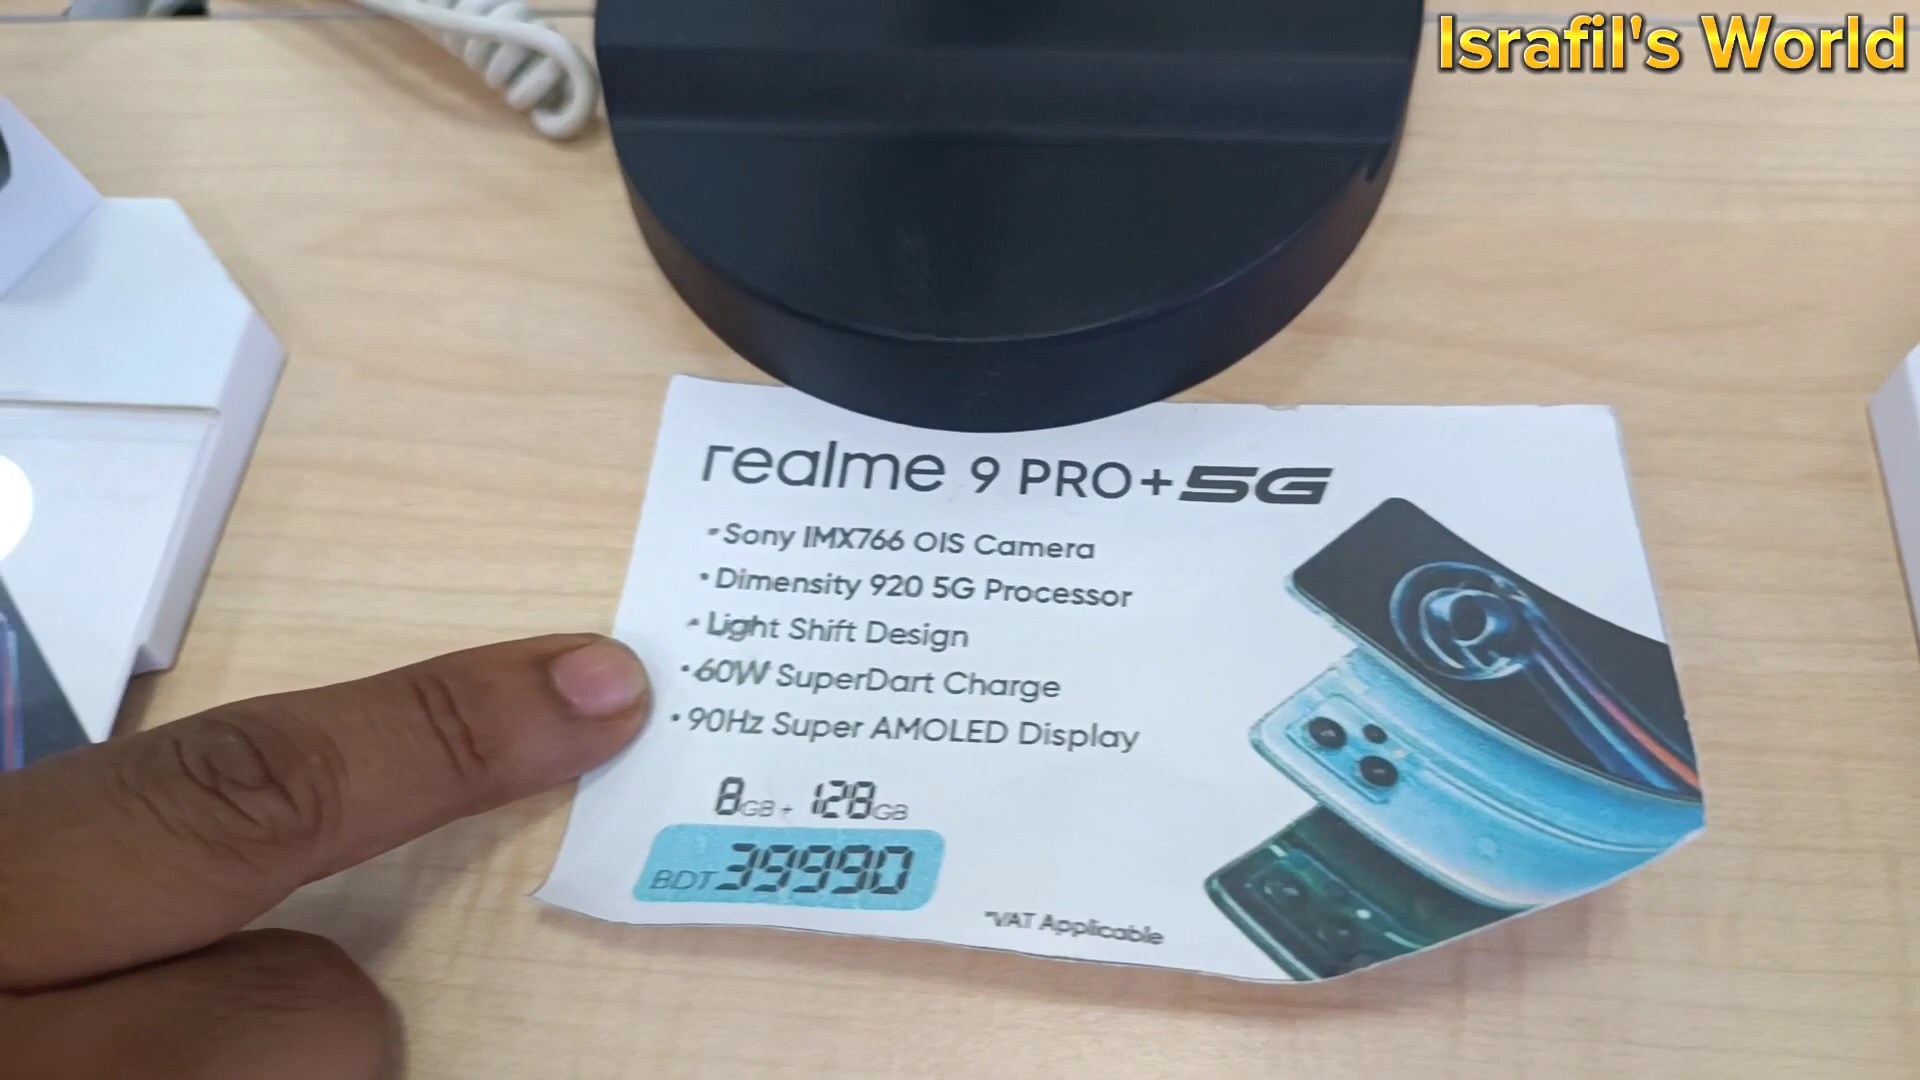 Israfil's World
realme 9 PRO+ 5G
• Sony IMX766 OIS Camera
• Dimensity 920 5G Processor
• Light Shift Design
• 60W SuperDart Charge
• 90Hz Super AMOLED Display
8GB + 128GB
BDT 39990
*VAT Applicable